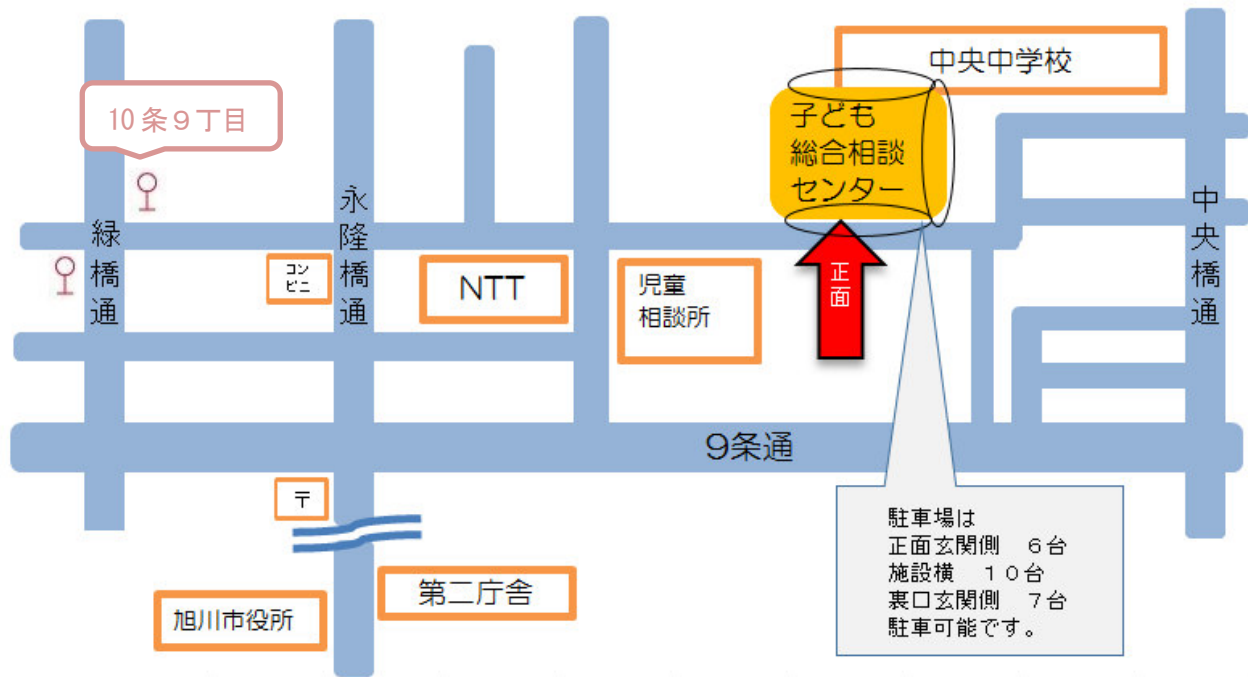 中央中学校
10条9丁目
子ども
総合相談
センター
緑橋通
永隆橋通
中央橋通
コン
ビニ
NTT
児童
相談所
正面
9条通
〒
駐車場は
正面玄関側　6台
施設横　10台
裏口玄関側　7台
駐車可能です。
第二庁舎
旭川市役所